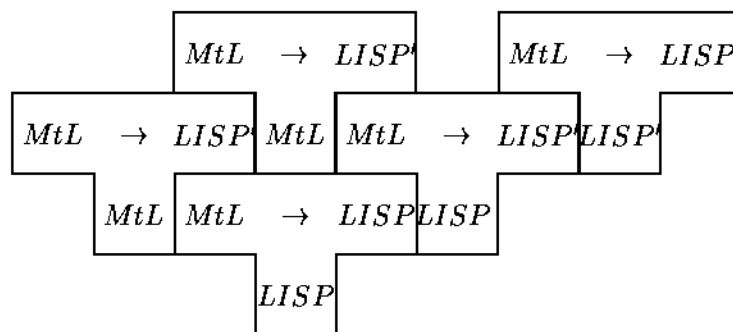 MtL → LISP' MtL → LISP
MtL → LISP' MtL MtL → LISP' LISP'
MtL MtL → LISP LISP
LISP